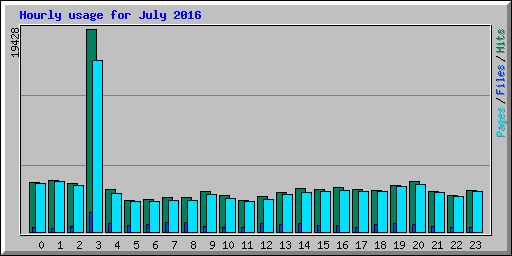 Hourly usage for July 2016
19428
Pages / Files / Hits
0 1 2 3 4 5 6 7 8 9 10 11 12 13 14 15 16 17 18 19 20 21 22 23